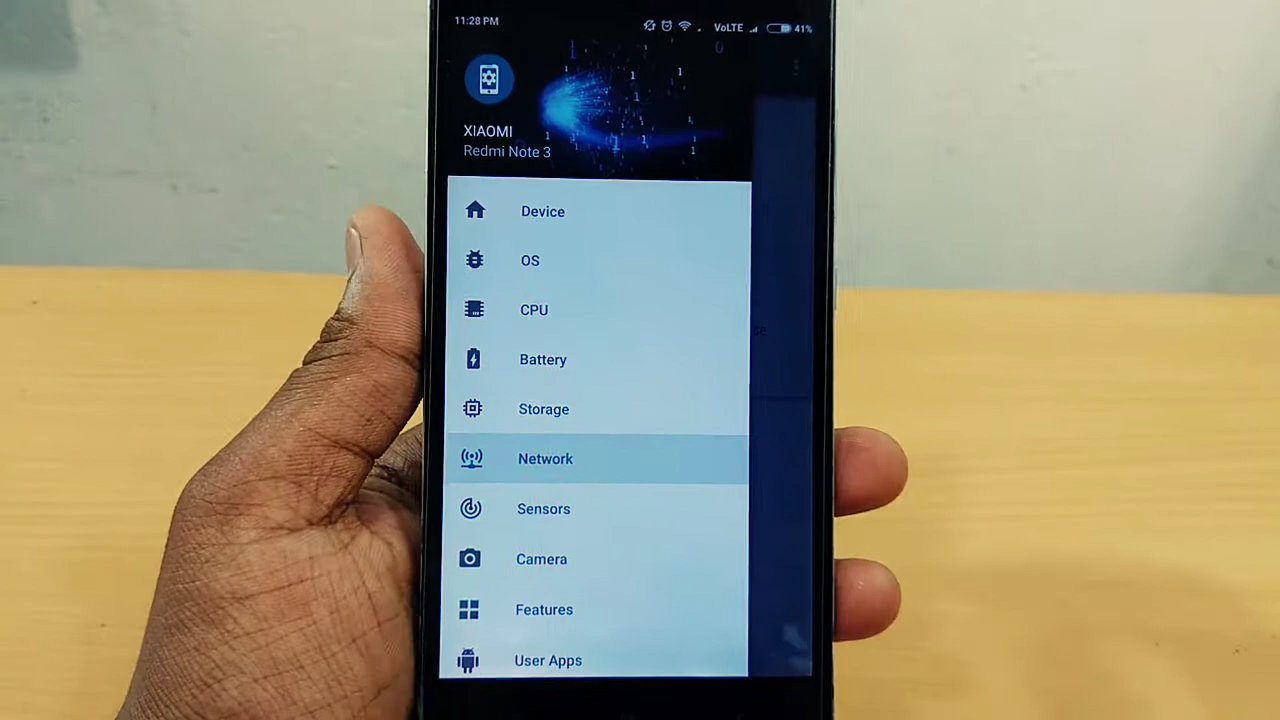 11:28 PM VoLTE 41%
XIAOMI
Redmi Note 3
Device
OS
CPU
Battery
Storage
Network
Sensors
Camera
Features
User Apps
se